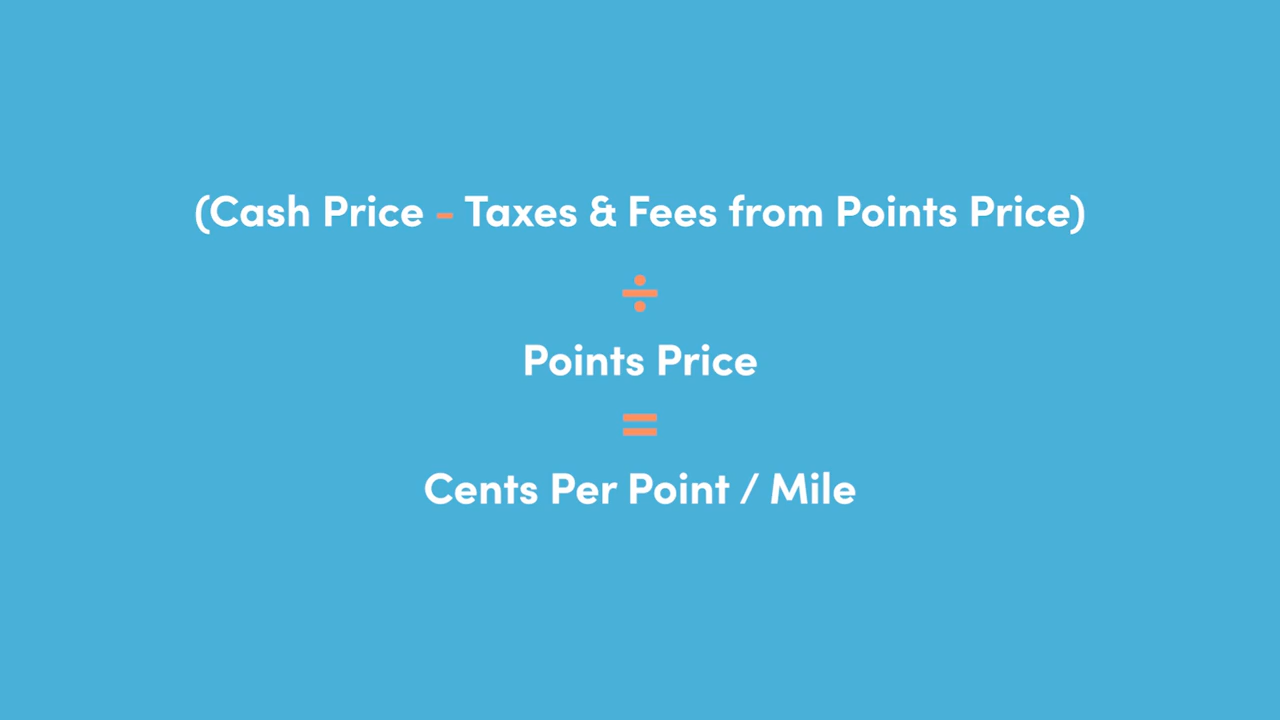 (Cash Price - Taxes & Fees from Points Price)
÷
Points Price
=
Cents Per Point / Mile